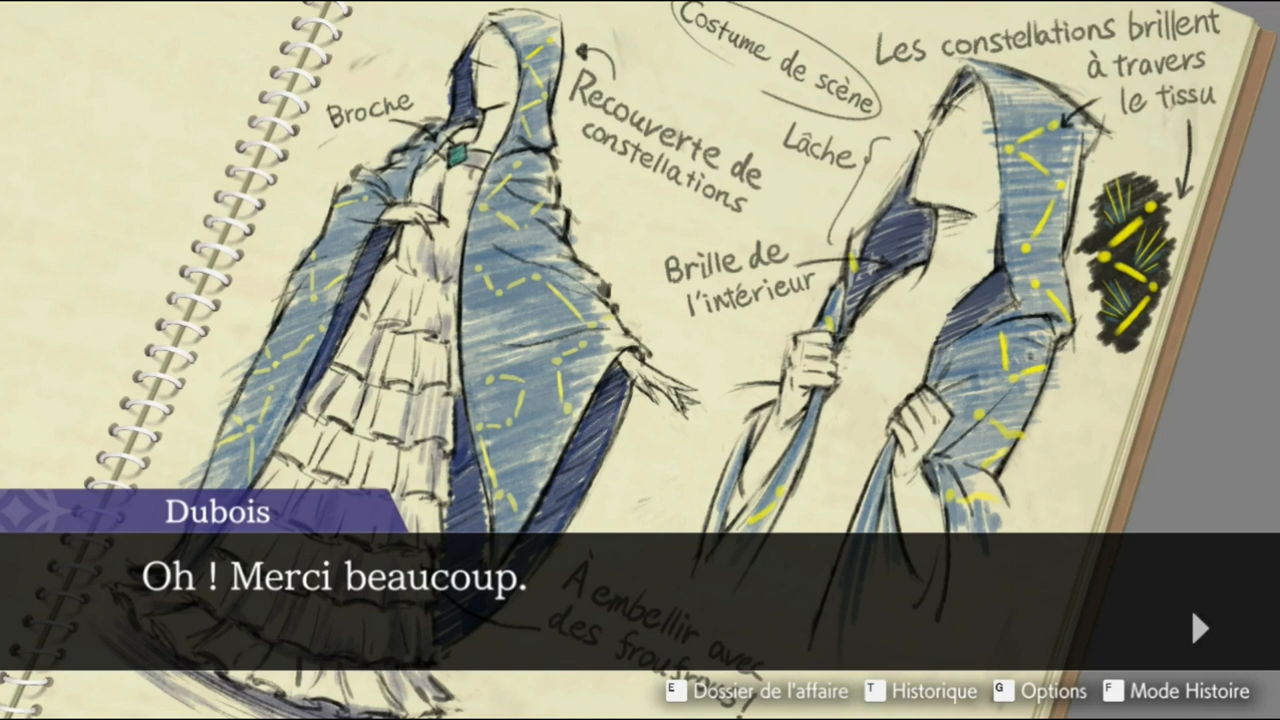 Costume de scène
Les constellations brillent
à travers
le tissu
Broche
Recouverte de
constellations
Lâche
Brille de
l'intérieur
À embellir avec
des froufrous !
Dubois
Oh ! Merci beaucoup.
E Dossier de l'affaire
T Historique
G Options
F Mode Histoire